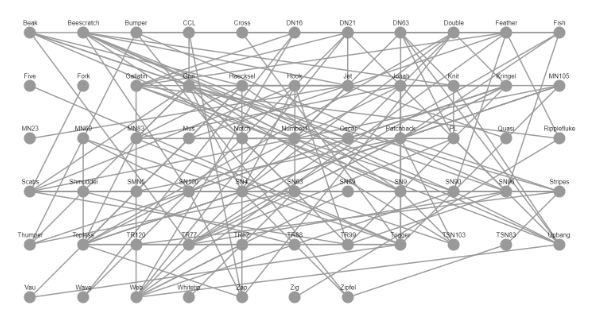 Beak Beescratch Bumper CCL Cross DN16 DN21 DN63 Double Feather Fish
Five Fork Gallatin Grin Haecksel Hook Jet Jonah Knit Kringel MN105
MN23 MN60 MN83 Mus Notch Number1 Oscar Patchback PL Quasi Ripplefluke
Scabs Shmuddel SMN5 SN100 SN4 SN63 SN89 SN9 SN90 SN96 Stripes
Thumper Topless TR120 TR77 TR82 TR88 TR99 Trigger TSN103 TSN83 Upbang
Vau Wave Web Whitetip Zap Zig Zipfel